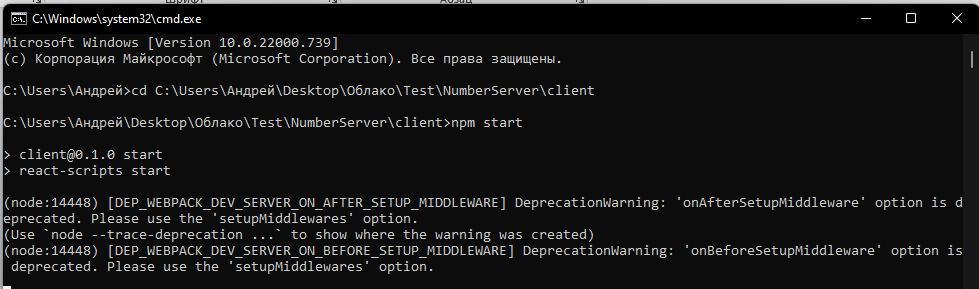 Шрифт
Абзац
C:\Windows\system32\cmd.exe
Microsoft Windows [Version 10.0.22000.739]
(c) Корпорация Майкрософт (Microsoft Corporation). Все права защищены.
C:\Users\Андрей>cd C:\Users\Андрей\Desktop\Облако\Test\NumberServer\client
C:\Users\Андрей\Desktop\Облако\Test\NumberServer\client>npm start
> client@0.1.0 start
> react-scripts start
(node:14448) [DEP_WEBPACK_DEV_SERVER_ON_AFTER_SETUP_MIDDLEWARE] DeprecationWarning: 'onAfterSetupMiddleware' option is d
eprecated. Please use the 'setupMiddlewares' option.
(Use `node --trace-deprecation ...` to show where the warning was created)
(node:14448) [DEP_WEBPACK_DEV_SERVER_ON_BEFORE_SETUP_MIDDLEWARE] DeprecationWarning: 'onBeforeSetupMiddleware' option is
deprecated. Please use the 'setupMiddlewares' option.